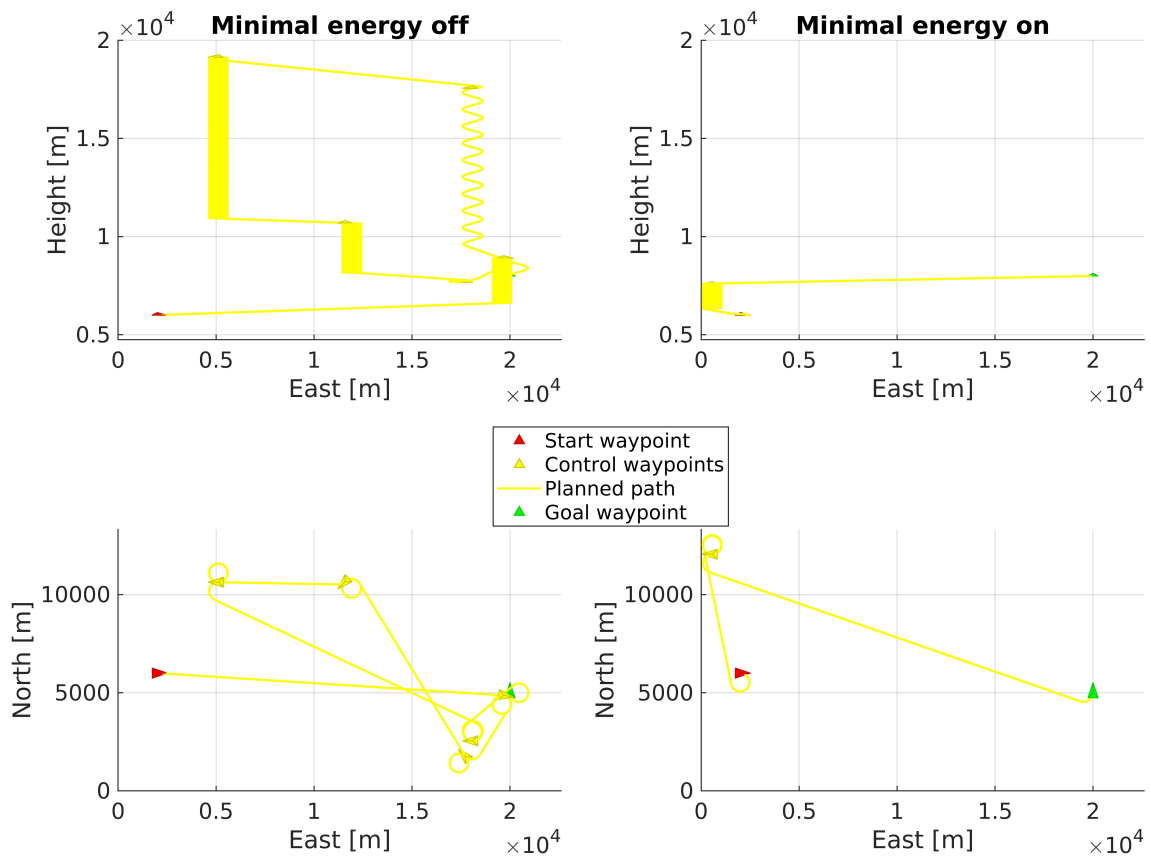 Minimal energy off
Minimal energy on
×10⁴
×10⁴
2
1.5
1
0.5
Height [m]
0 0.5 1 1.5 2
East [m]
×10⁴
2
1.5
1
0.5
Height [m]
0 0.5 1 1.5 2
East [m]
×10⁴
Start waypoint
Control waypoints
Planned path
Goal waypoint
10000
5000
0
North [m]
0 0.5 1 1.5 2
East [m]
×10⁴
10000
5000
0
North [m]
0 0.5 1 1.5 2
East [m]
×10⁴